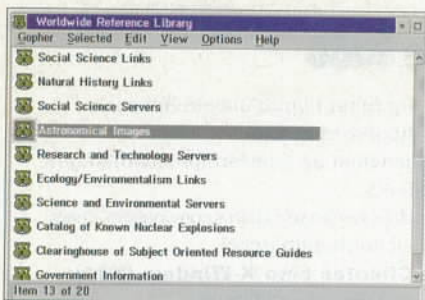 Worldwide Reference Library
Gopher Selected Edit View Options Help
Social Science Links
Natural History Links
Social Science Servers
Astronomical Images
Research and Technology Servers
Ecology/Enviromentalism Links
Science and Environmental Servers
Catalog of Known Nuclear Explosions
Clearinghouse of Subject Oriented Resource Guides
Government Information
Item 13 of 20